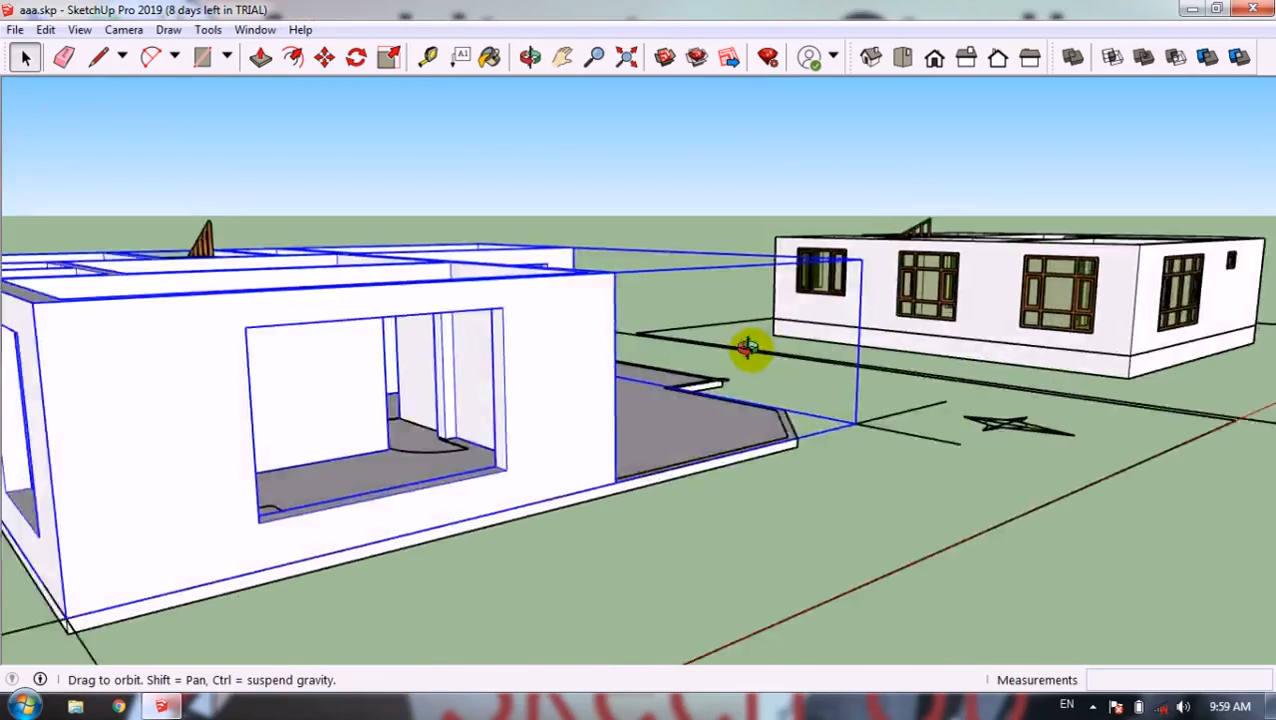 aaa.skp - SketchUp Pro 2019 (8 days left in TRIAL)
File Edit View Camera Draw Tools Window Help
A1
Drag to orbit. Shift = Pan, Ctrl = suspend gravity.
Measurements
EN
9:59 AM